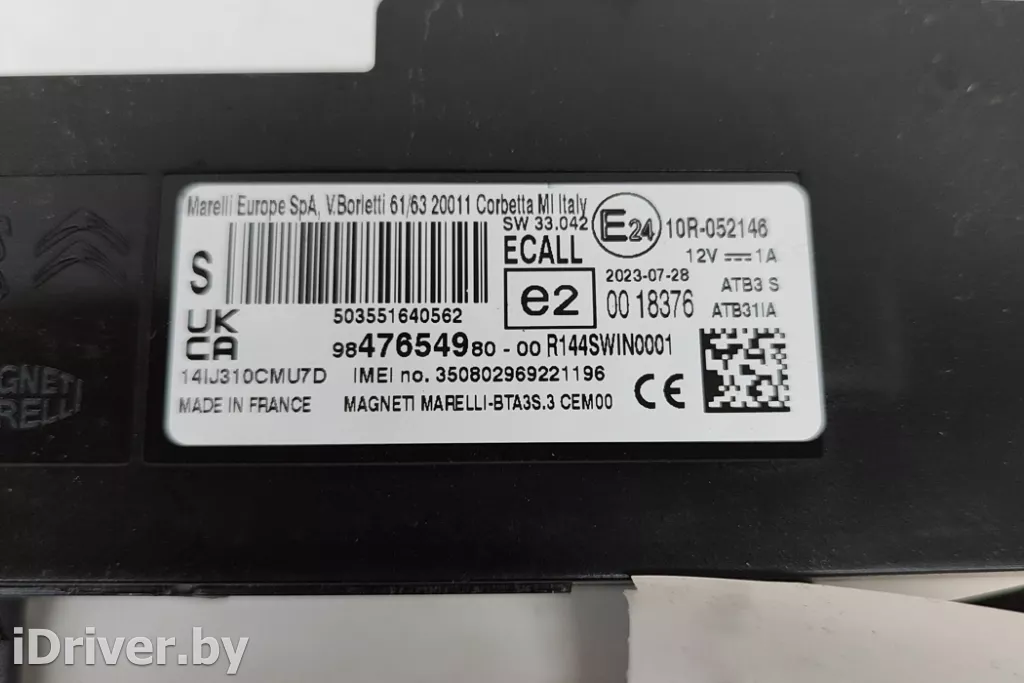 Marelli Europe SpA, V.Borletti 61/63 20011 Corbetta MI Italy
SW 33.042
E24
10R-052146
S
ECALL
12V 1A
e2
2023-07-28
ATB3 S
00 18376
ATB31IA
503551640562
UK
CA
9847654980-00 R144SWIN0001
14IJ310CMU7D
IMEI no. 350802969221196
CE
MADE IN FRANCE
MAGNETI MARELLI-BTA3S.3 CEM00
MAGNETI
MARELLI
iDriver.by